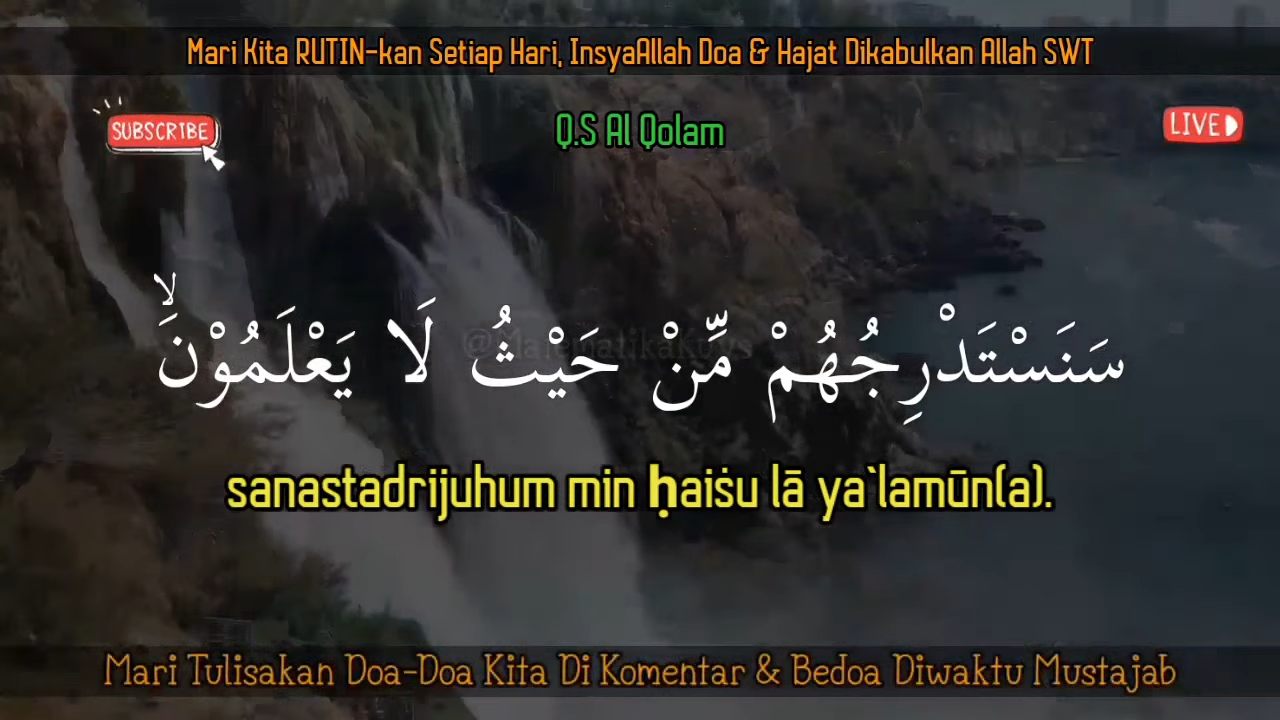 Mari Kita RUTIN-kan Setiap Hari, InsyaAllah Doa & Hajat Dikabulkan Allah SWT
SUBSCRIBE
Q.S Al Qolam
LIVE
سَنَسْتَدْرِجُهُمْ مِّنْ حَيْثُ لَا يَعْلَمُوْنَۙ
@MatematikaKuys
sanastadrijuhum min ḥaiṡu lā ya`lamūn(a).
Mari Tulisakan Doa-Doa Kita Di Komentar & Bedoa Diwaktu Mustajab